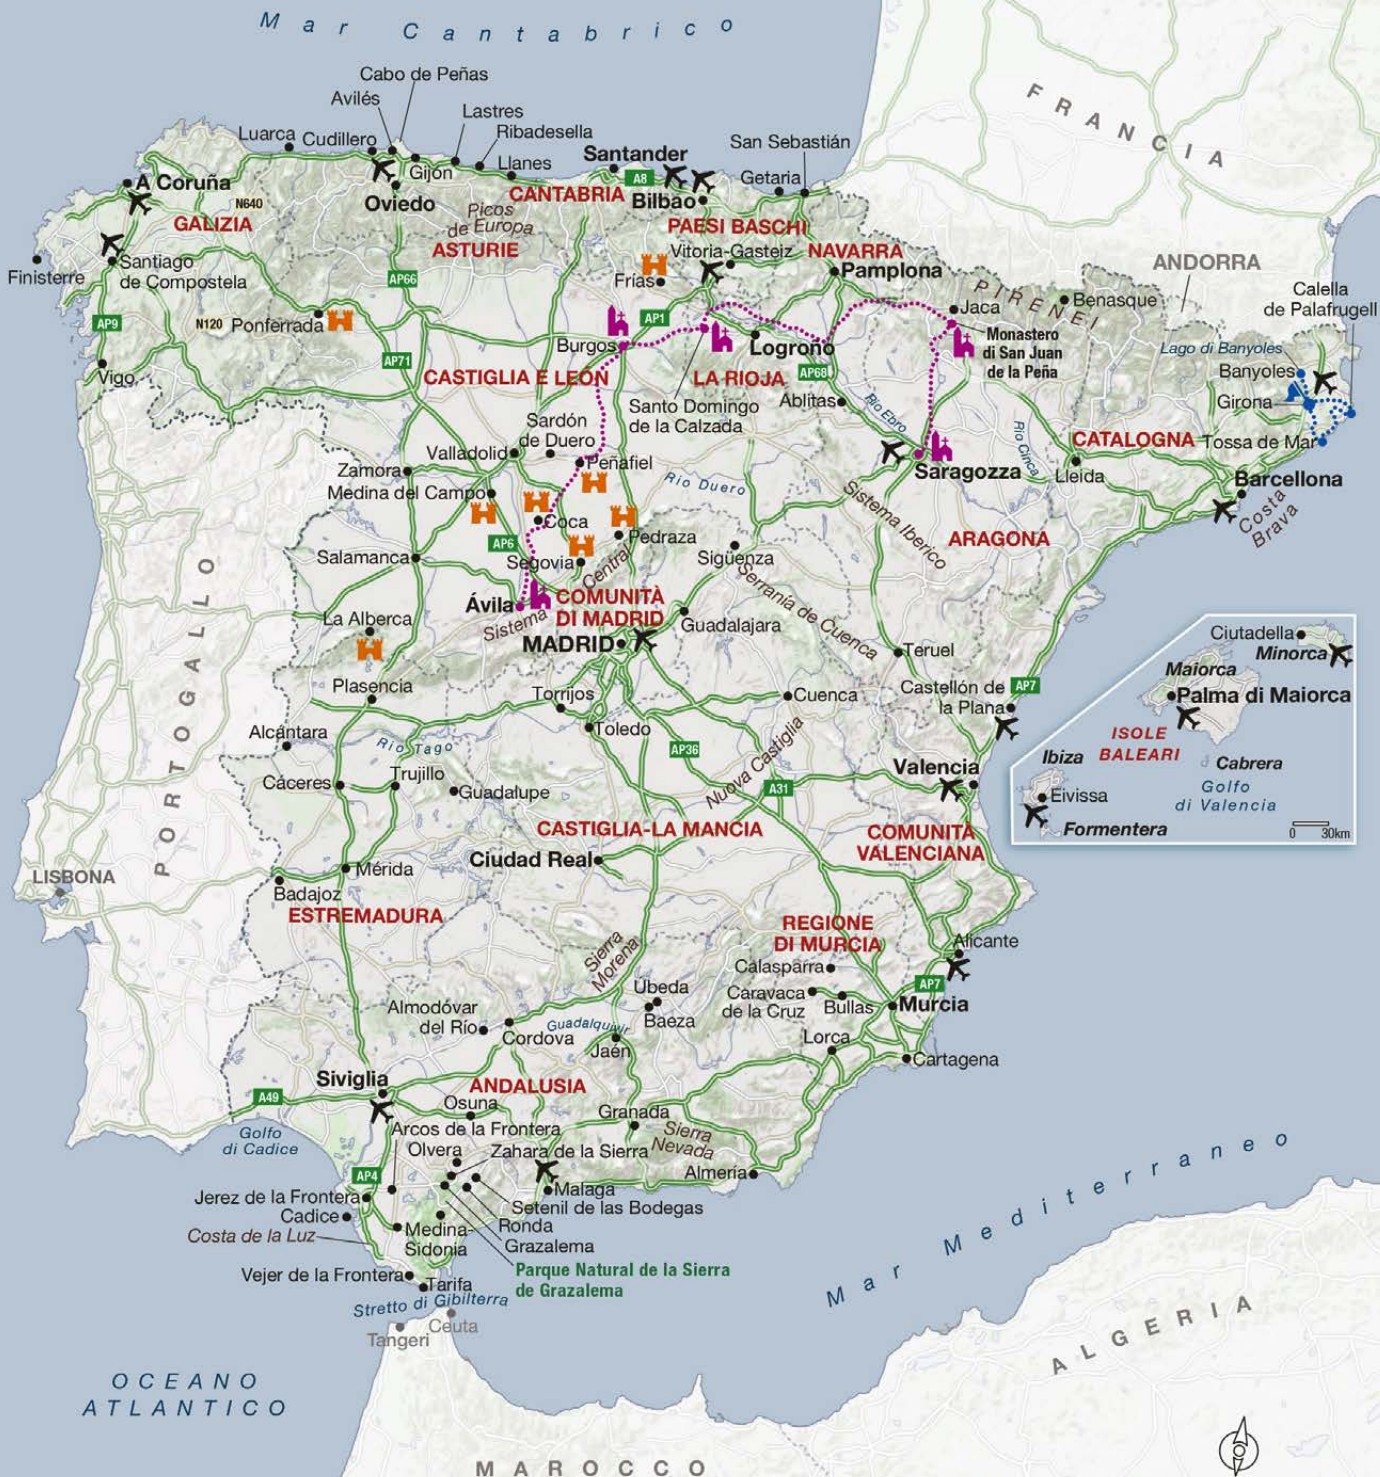 Mar Cantabrico
FRANCIA
Cabo de Peñas
Avilés
Lastres
Luarca
Cudillero
Ribadesella
San Sebastián
Gijón
Llanes
Santander
A8
Getaria
A Coruña
N640
Oviedo
CANTABRIA
Bilbao
GALIZIA
Picos
de Europa
PAESI BASCHI
ASTURIE
Vitoria-Gasteiz
NAVARRA
Finisterre
Santiago
de Compostela
AP66
Frías
Pamplona
ANDORRA
PIRENEI
Calella
de Palafrugell
Jaca
Benasque
AP9
N120
Ponferrada
AP1
Burgos
Logroño
Monastero
di San Juan
de la Peña
Lago di Banyoles
Banyoles
Vigo
AP71
CASTIGLIA E LEÓN
LA RIOJA
AP68
Ablitas
Girona
Santo Domingo
de la Calzada
Río Ebro
Sardón
de Duero
Río Cinca
CATALOGNA
Tossa de Mar
Valladolid
Zamora
Peñafiel
Saragozza
Lleida
Barcellona
Medina del Campo
Río Duero
Costa
Brava
Coca
Sistema Iberico
AP6
Pedraza
ARAGONA
Salamanca
Segovia
Sigüenza
Sistema Central
Serranía de Cuenca
PORTOGALLO
Ávila
COMUNITÀ
DI MADRID
La Alberca
Guadalajara
MADRID
Teruel
Ciutadella
Minorca
Maiorca
Palma di Maiorca
Plasencia
Torrijos
Cuenca
Castellón de
la Plana
AP7
Alcántara
Toledo
Río Tago
AP36
ISOLE
BALEARI
Ibiza
Cabrera
Nuova Castiglia
Valencia
Cáceres
Trujillo
Guadalupe
A31
Eivissa
Golfo
di Valencia
Formentera
0 30km
CASTIGLIA-LA MANCIA
COMUNITÀ
VALENCIANA
Ciudad Real
Mérida
LISBONA
Badajoz
ESTREMADURA
REGIONE
DI MURCIA
Sierra
Morena
Alicante
Calasparra
AP7
Úbeda
Caravaca
de la Cruz
Bullas
Murcia
Almodóvar
del Río
Baeza
Cordova
Guadalquivir
Jaén
Lorca
Cartagena
Siviglia
ANDALUSIA
A49
Osuna
Granada
Golfo
di Cadice
Arcos de la Frontera
Sierra
Nevada
Olvera
Zahara de la Sierra
Almería
AP4
Malaga
Jerez de la Frontera
Setenil de las Bodegas
Cadice
Medina-
Sidonia
Ronda
Costa de la Luz
Grazalema
Vejer de la Frontera
Parque Natural de la Sierra
de Grazalema
Tarifa
Stretto di Gibilterra
Ceuta
Tangeri
Mar Mediterraneo
ALGERIA
OCEANO
ATLANTICO
MAROCCO